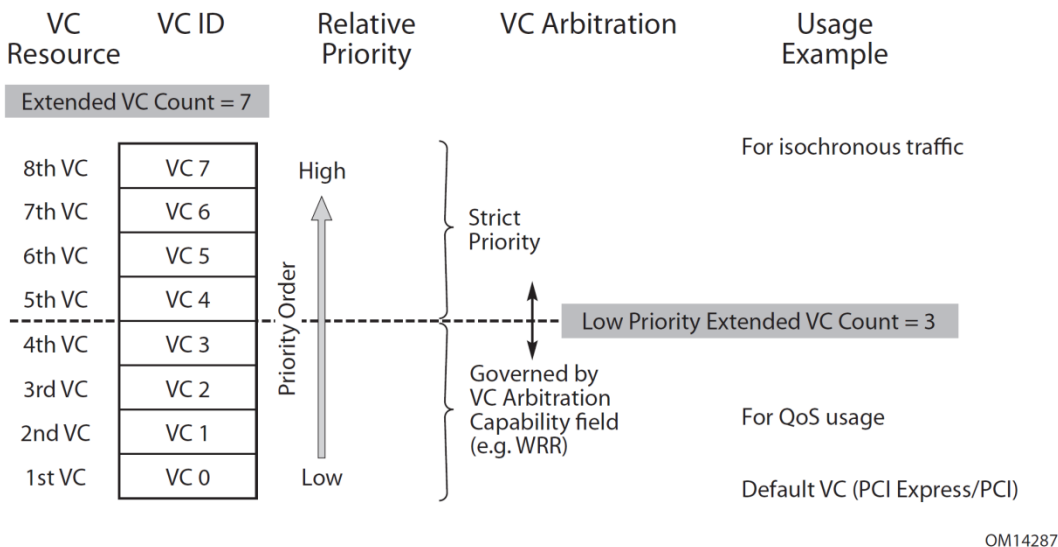 VC Resource
VC ID
Relative Priority
VC Arbitration
Usage Example
Extended VC Count = 7
For isochronous traffic
8th VC
VC 7
High
7th VC
VC 6
Strict
Priority
6th VC
VC 5
5th VC
VC 4
Priority Order
Low Priority Extended VC Count = 3
4th VC
VC 3
Governed by
VC Arbitration
Capability field
(e.g. WRR)
3rd VC
VC 2
For QoS usage
2nd VC
VC 1
1st VC
VC 0
Low
Default VC (PCI Express/PCI)
OM14287